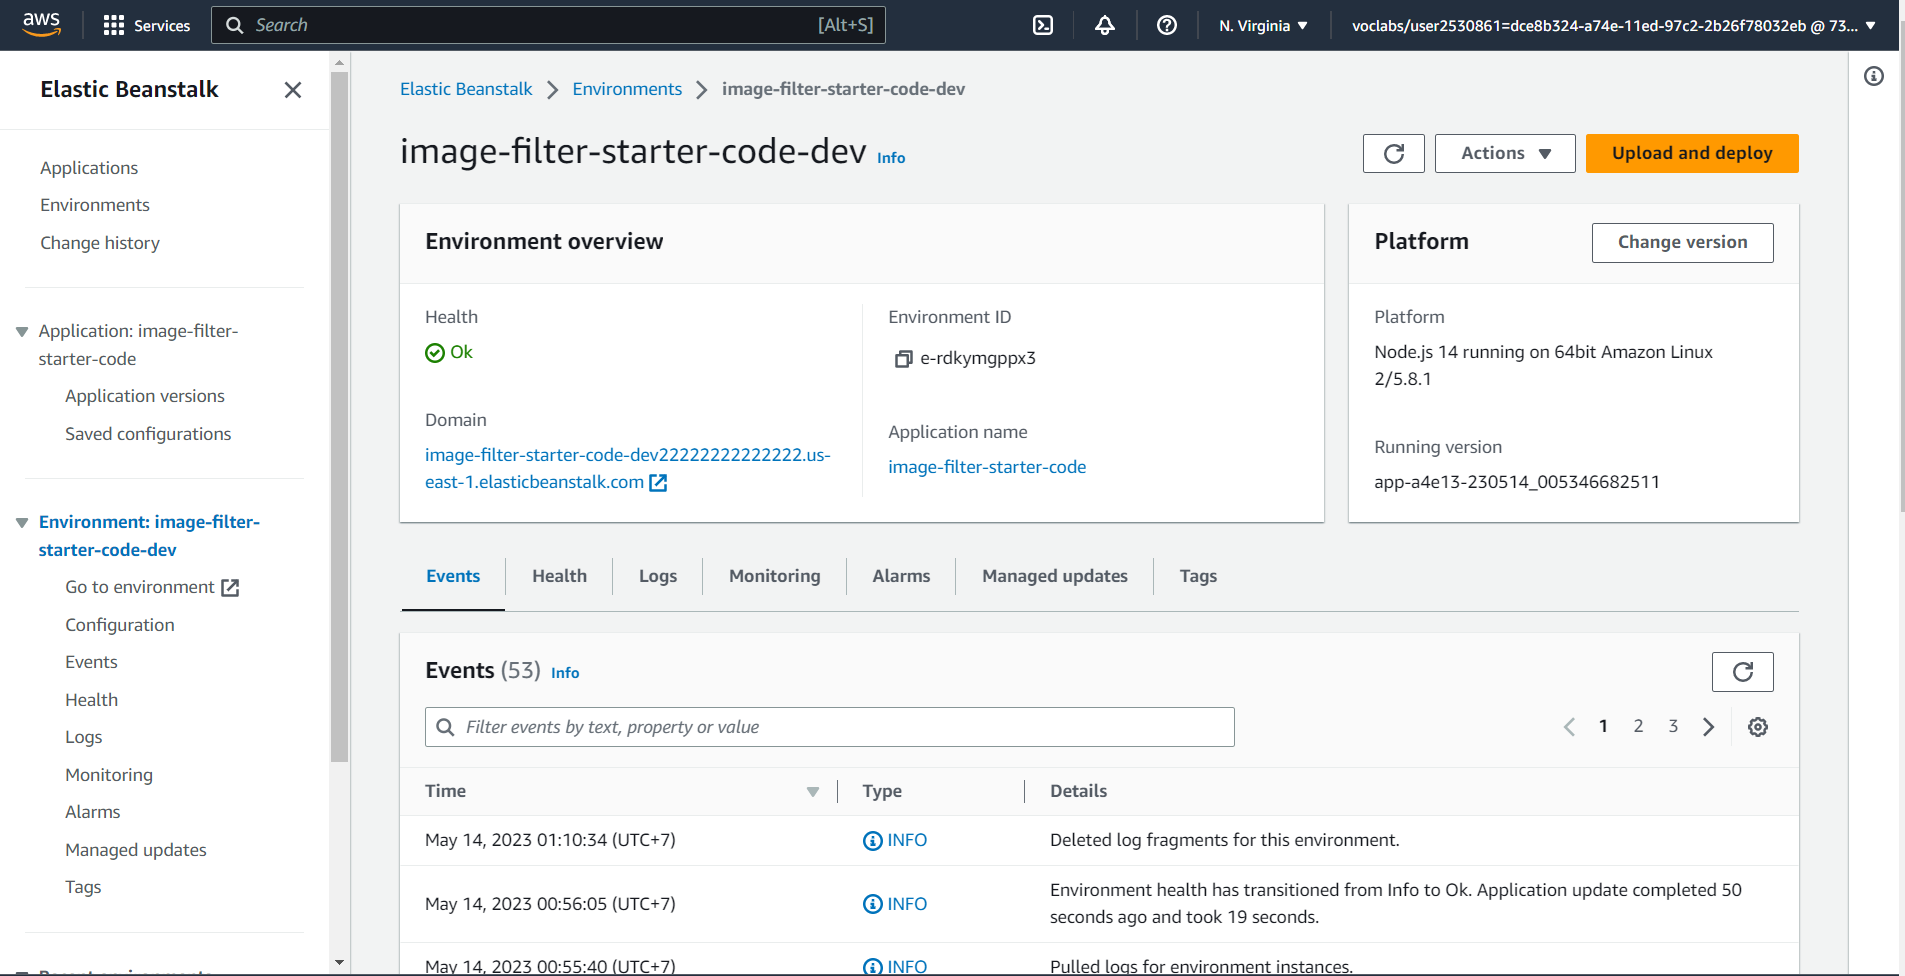 aws
Services
Search
[Alt+S]
N. Virginia
voclabs/user2530861=dce8b324-a74e-11ed-97c2-2b26f78032eb @ 73...
Elastic Beanstalk
Applications
Environments
Change history
Application: image-filter-
starter-code
Application versions
Saved configurations
Environment: image-filter-
starter-code-dev
Go to environment
Configuration
Events
Health
Logs
Monitoring
Alarms
Managed updates
Tags
Recent environments
Elastic Beanstalk
Environments
image-filter-starter-code-dev
image-filter-starter-code-dev
Info
Actions
Upload and deploy
Environment overview
Health
Ok
Domain
image-filter-starter-code-dev22222222222222.us-
east-1.elasticbeanstalk.com
Environment ID
e-rdkymgppx3
Application name
image-filter-starter-code
Platform
Change version
Platform
Node.js 14 running on 64bit Amazon Linux
2/5.8.1
Running version
app-a4e13-230514_005346682511
Events
Health
Logs
Monitoring
Alarms
Managed updates
Tags
Events (53) Info
Filter events by text, property or value
1 2 3
Time Type Details
May 14, 2023 01:10:34 (UTC+7) INFO Deleted log fragments for this environment.
May 14, 2023 00:56:05 (UTC+7) INFO Environment health has transitioned from Info to Ok. Application update completed 50
seconds ago and took 19 seconds.
May 14, 2023 00:55:40 (UTC+7) INFO Pulled logs for environment instances.